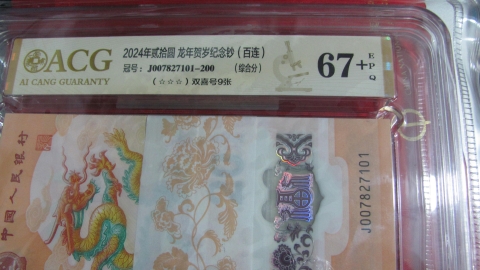 ACG
AI CANG GUARANTY
2024年贰拾圆 龙年贺岁纪念钞 (百连)
冠号: J007827101-200 (综合分)
(☆☆☆) 双喜号9张
67+
EPQ
中国人民银行
J007827101